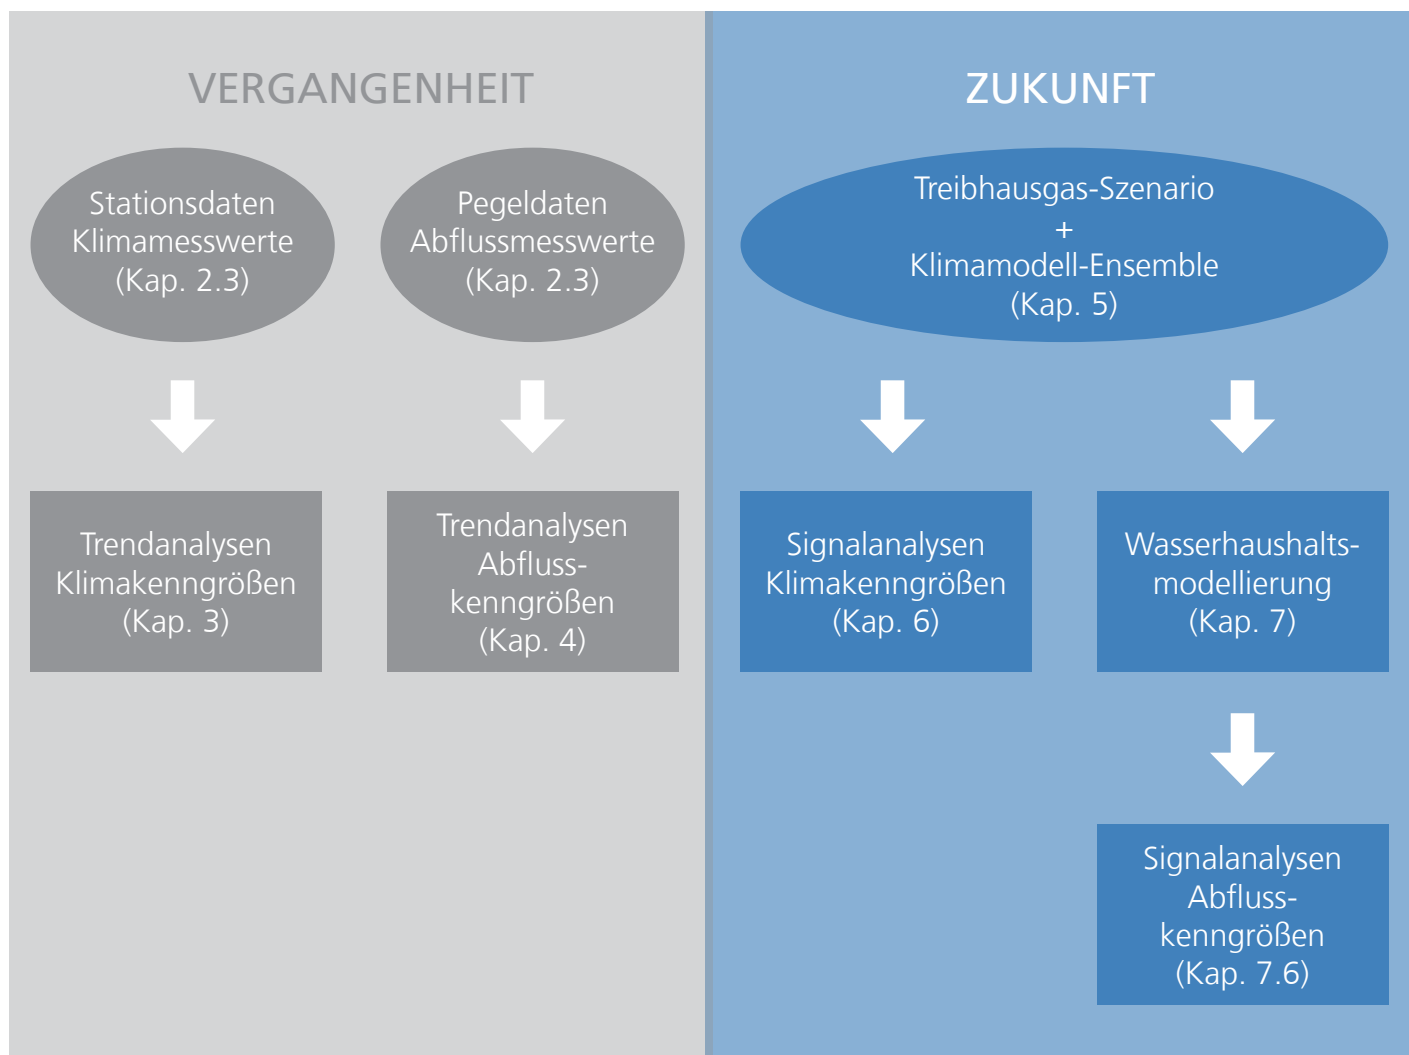 VERGANGENHEIT
Stationsdaten
Klimamesswerte
(Kap. 2.3)
Pegeldaten
Abflussmesswerte
(Kap. 2.3)
Trendanalysen
Klimakenngrößen
(Kap. 3)
Trendanalysen
Abfluss-
kenngrößen
(Kap. 4)
ZUKUNFT
Treibhausgas-Szenario
+
Klimamodell-Ensemble
(Kap. 5)
Signalanalysen
Klimakenngrößen
(Kap. 6)
Wasserhaushalts-
modellierung
(Kap. 7)
Signalanalysen
Abfluss-
kenngrößen
(Kap. 7.6)